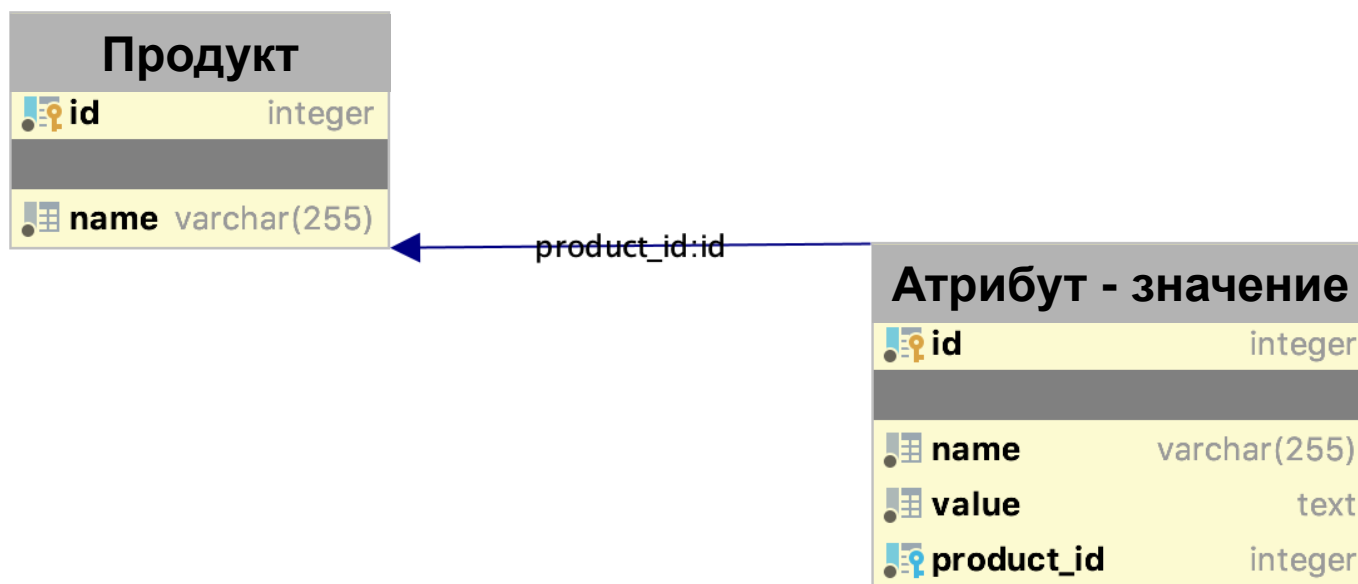 Продукт
id integer
name varchar(255)
product_id:id
Атрибут - значение
id integer
name varchar(255)
value text
product_id integer